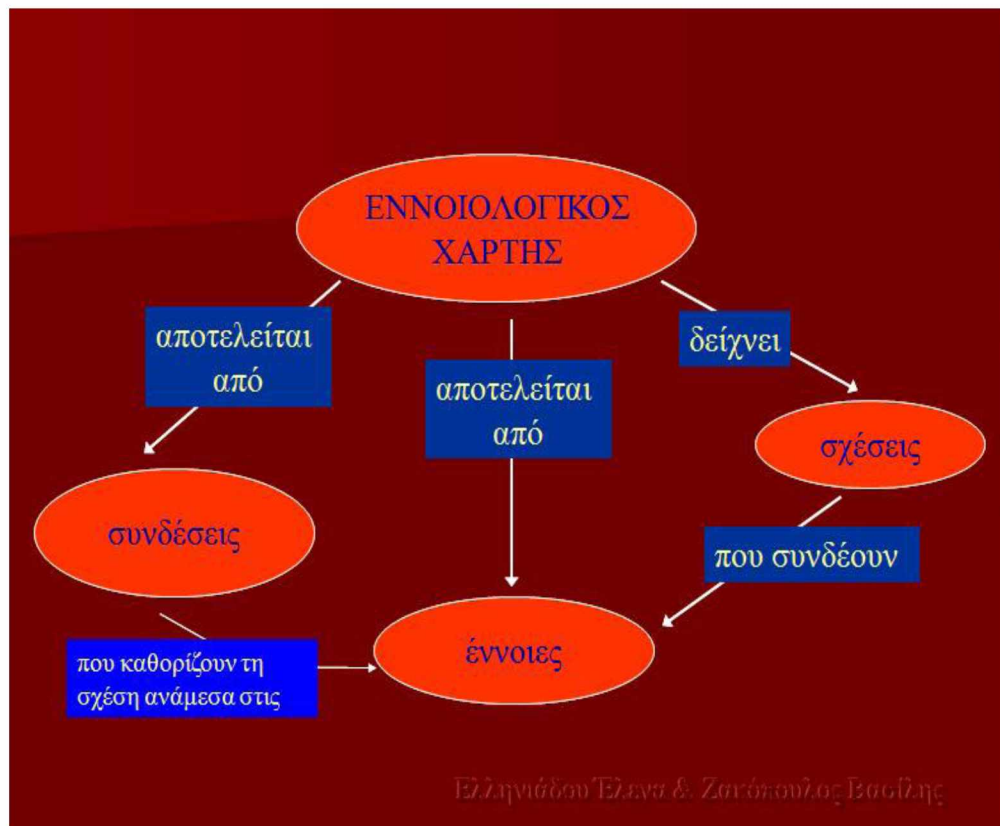 ΕΝΝΟΙΟΛΟΓΙΚΟΣ
ΧΑΡΤΗΣ
αποτελείται
από
αποτελείται
από
δείχνει
σχέσεις
συνδέσεις
που συνδέουν
έννοιες
που καθορίζουν τη
σχέση ανάμεσα στις
Ελληνιάδου Έλενα & Ζατόπουλος Βασίλης